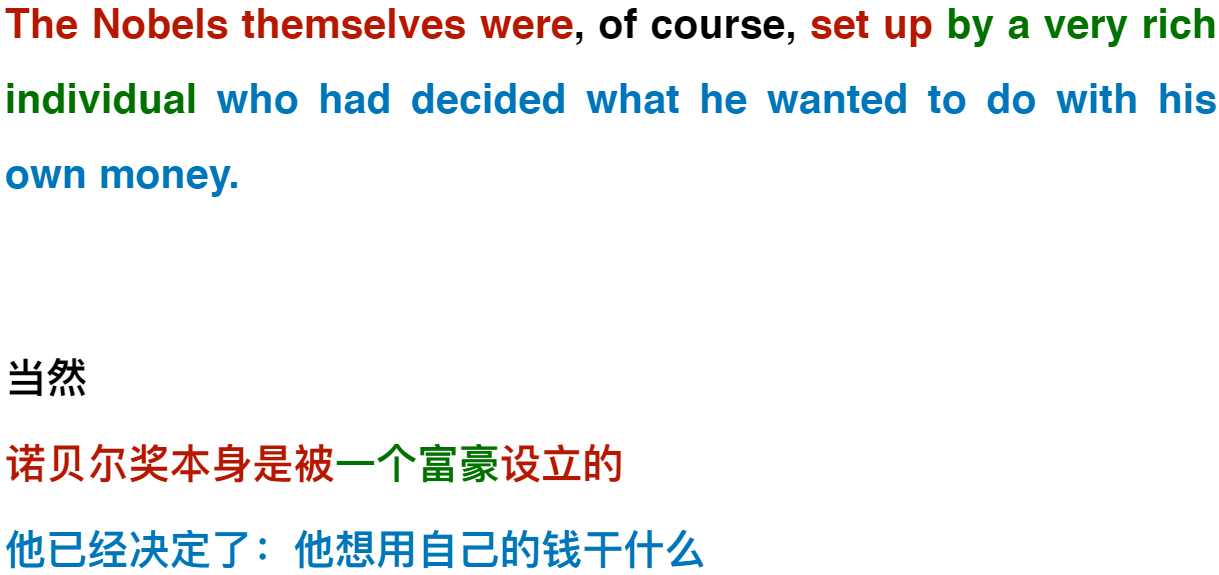 The Nobels themselves were, of course, set up by a very rich
individual who had decided what he wanted to do with his
own money.
当然
诺贝尔奖本身是被一个富豪设立的
他已经决定了：他想用自己的钱干什么